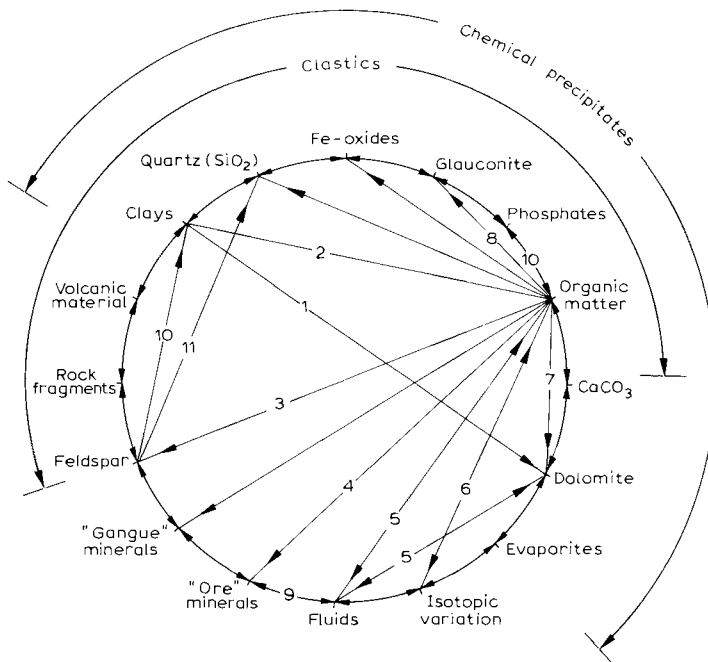 Chemical precipitates
Clastics
Fe-oxides
Quartz (SiO₂)
Glauconite
Clays
Phosphates
8
10
2
Volcanic
material
Organic
matter
1
10
11
7
Rock
fragments
CaCO₃
3
Feldspar
Dolomite
4
6
5
5
"Gangue"
minerals
Evaporites
"Ore"
minerals
9
Fluids
Isotopic
variation